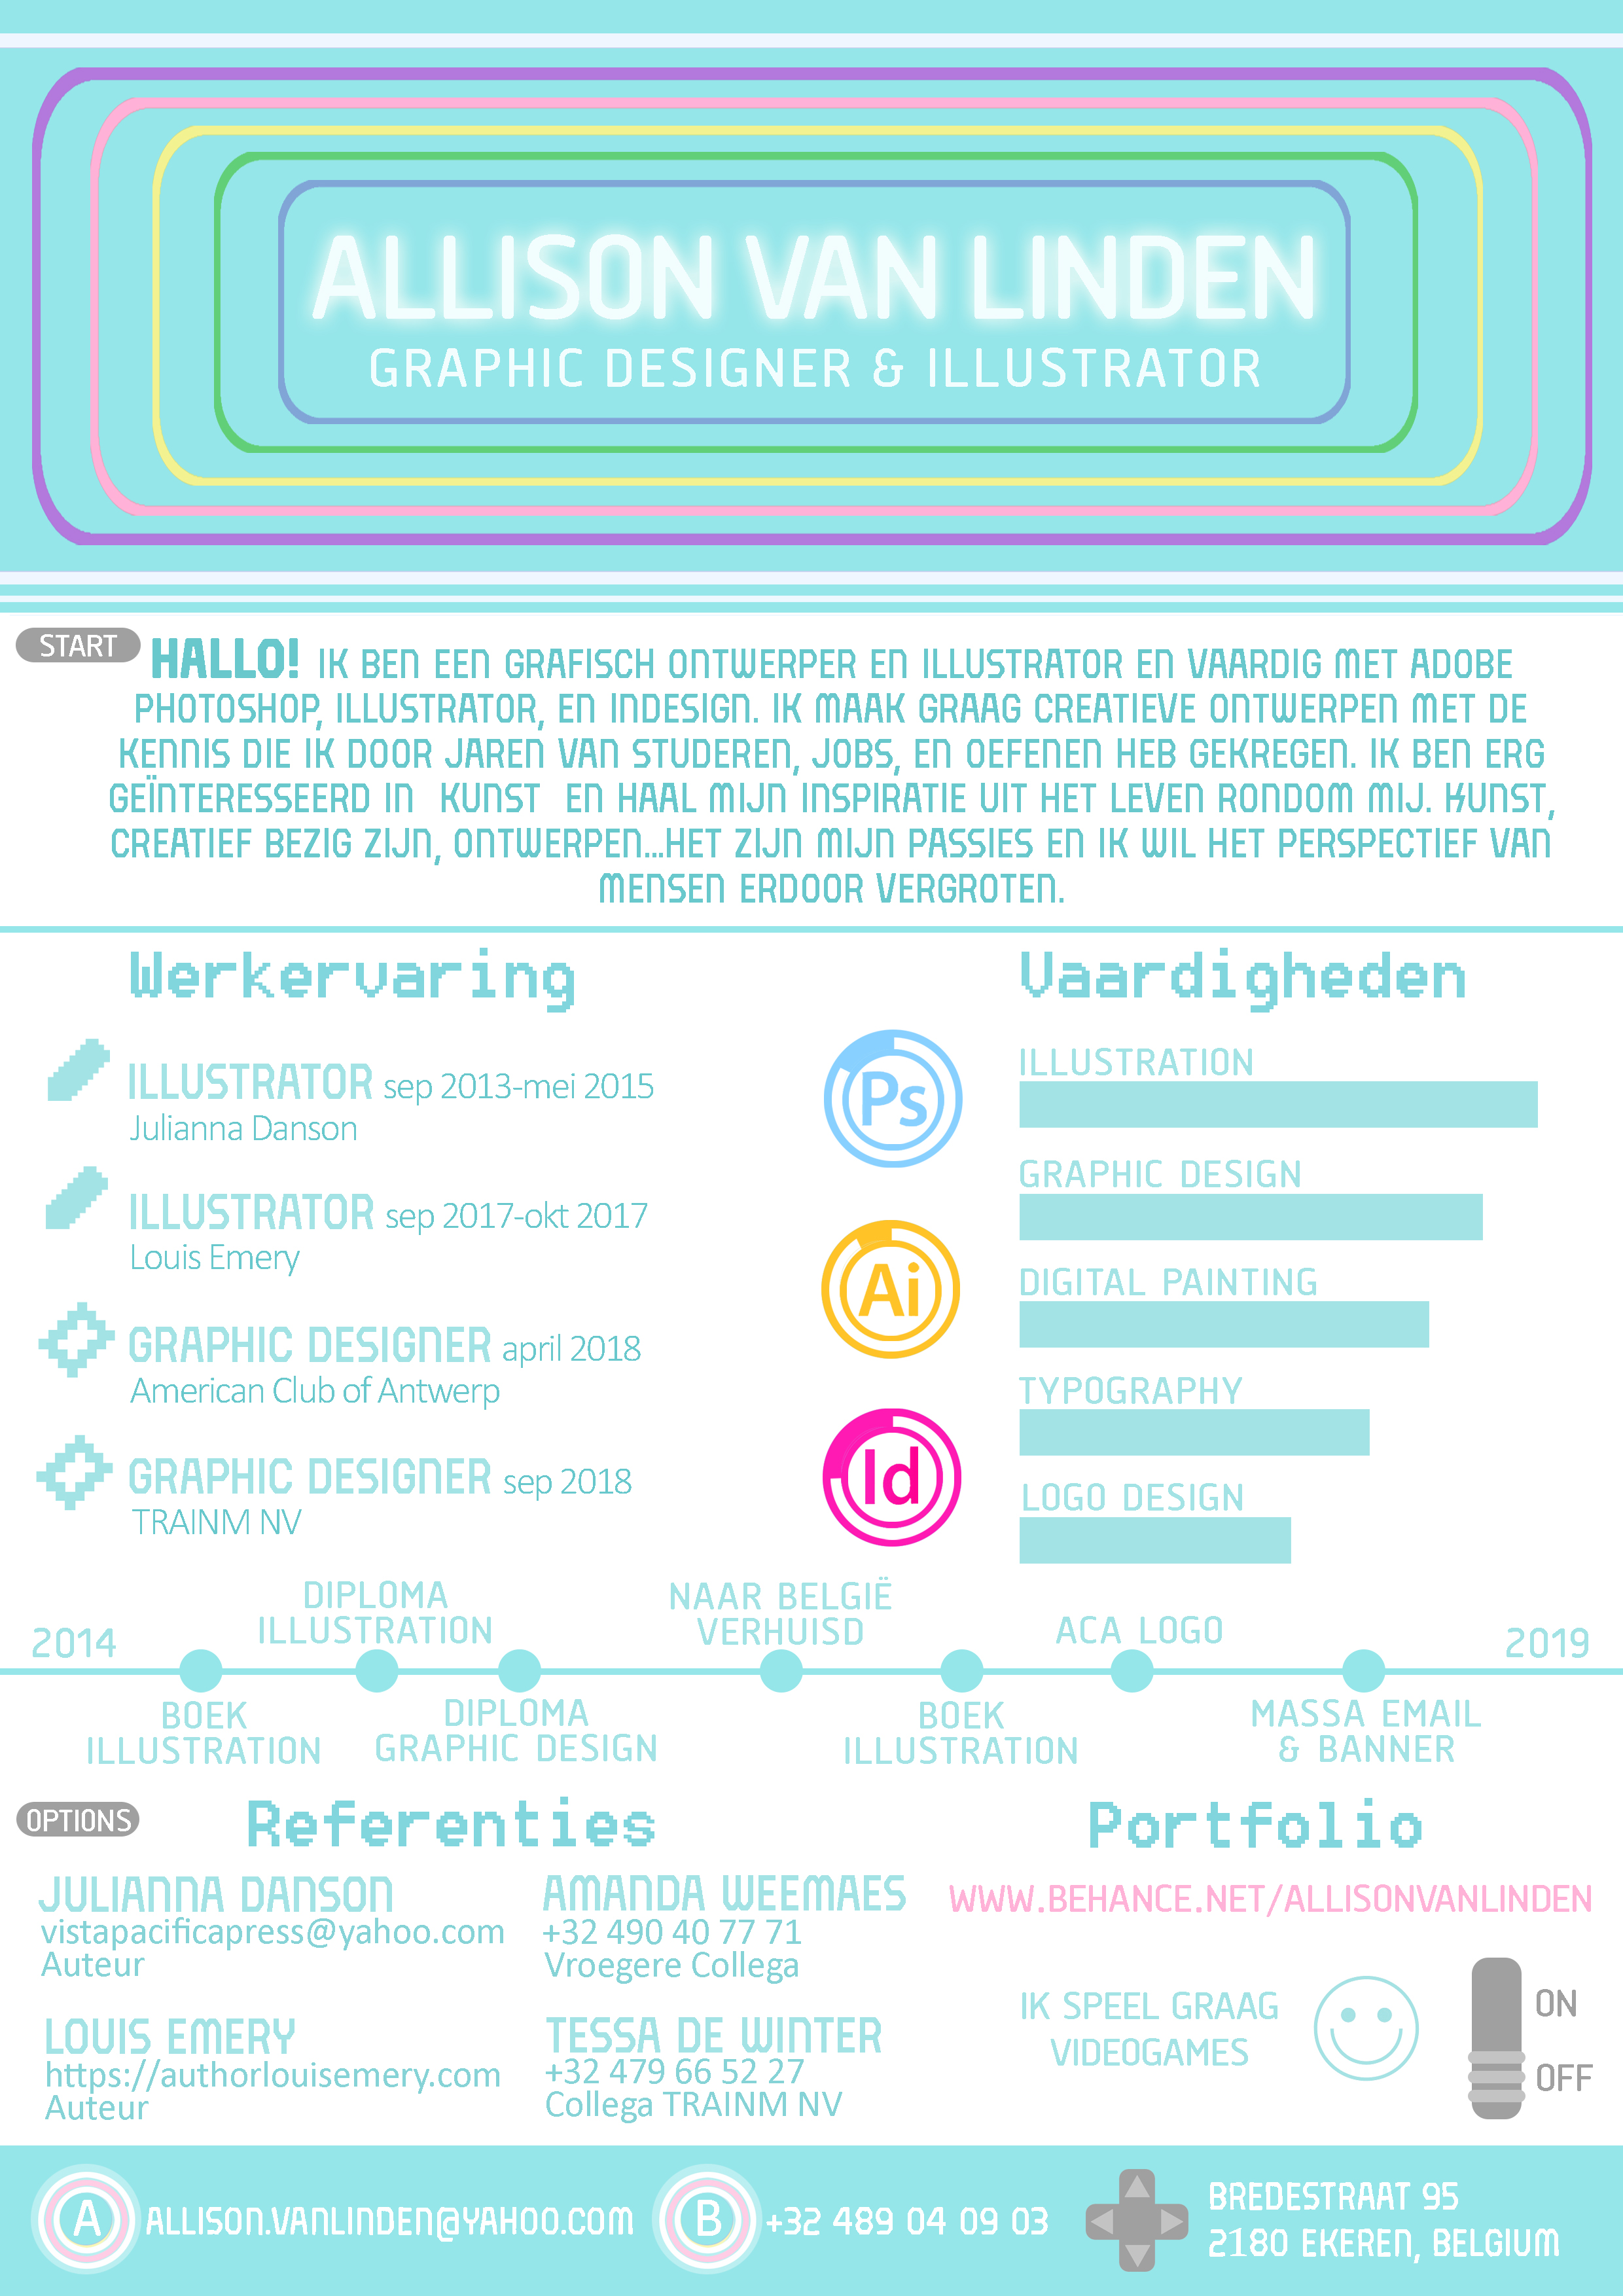 ALLISON VAN LINDEN
GRAPHIC DESIGNER & ILLUSTRATOR
START
HALLO! IK BEN EEN GRAFISCH ONTWERPER EN ILLUSTRATOR EN VAARDIG MET ADOBE
PHOTOSHOP, ILLUSTRATOR, EN INDESIGN. IK MAAK GRAAG CREATIEVE ONTWERPEN MET DE
KENNIS DIE IK DOOR JAREN VAN STUDEREN, JOBS, EN OEFENEN HEB GEKREGEN. IK BEN ERG
GEÏNTERESSEERD IN KUNST EN HAAL MIJN INSPIRATIE UIT HET LEVEN RONDOM MIJ. KUNST,
CREATIEF BEZIG ZIJN, ONTWERPEN...HET ZIJN MIJN PASSIES EN IK WIL HET PERSPECTIEF VAN
MENSEN ERDOOR VERGROTEN.
Werkervaring
ILLUSTRATOR sep 2013-mei 2015
Julianna Danson
ILLUSTRATOR sep 2017-okt 2017
Louis Emery
GRAPHIC DESIGNER april 2018
American Club of Antwerp
GRAPHIC DESIGNER sep 2018
TRAINM NV
Ps
Ai
Id
Vaardigheden
ILLUSTRATION
GRAPHIC DESIGN
DIGITAL PAINTING
TYPOGRAPHY
LOGO DESIGN
2014
BOEK
ILLUSTRATION
DIPLOMA
ILLUSTRATION
DIPLOMA
GRAPHIC DESIGN
NAAR BELGIË
VERHUISD
BOEK
ILLUSTRATION
ACA LOGO
MASSA EMAIL
& BANNER
2019
OPTIONS
Referenties
JULIANNA DANSON
vistapacificapress@yahoo.com
Auteur
AMANDA WEEMAES
+32 490 40 77 71
Vroegere Collega
LOUIS EMERY
https://authorlouisemery.com
Auteur
TESSA DE WINTER
+32 479 66 52 27
Collega TRAINM NV
Portfolio
WWW.BEHANCE.NET/ALLISONVANLINDEN
IK SPEEL GRAAG
VIDEOGAMES
ON
OFF
A
ALLISON.VANLINDEN@YAHOO.COM
B
+32 489 04 09 03
BREDESTRAAT 95
2180 EKEREN, BELGIUM